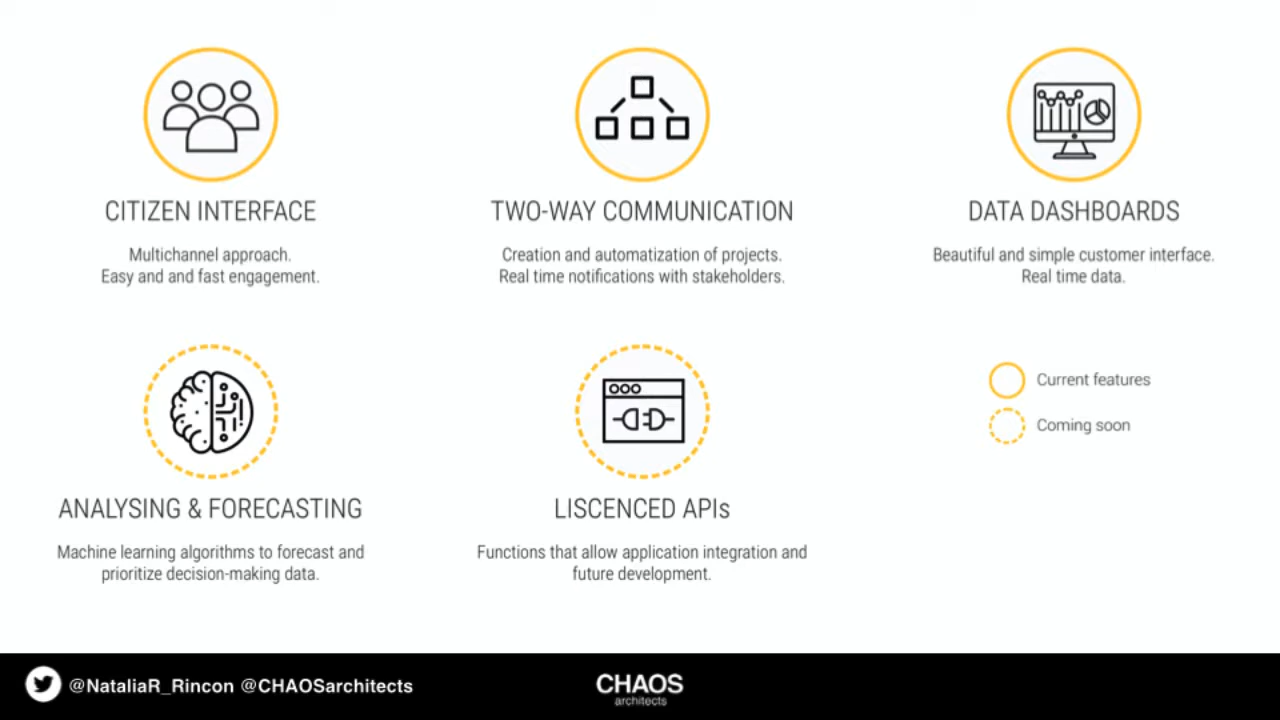 CITIZEN INTERFACE
Multichannel approach.
Easy and and fast engagement.
TWO-WAY COMMUNICATION
Creation and automatization of projects.
Real time notifications with stakeholders.
DATA DASHBOARDS
Beautiful and simple customer interface.
Real time data.
ANALYSING & FORECASTING
Machine learning algorithms to forecast and
prioritize decision-making data.
LISCENCED APIs
Functions that allow application integration and
future development.
Current features
Coming soon
@NataliaR_Rincon @CHAOSarchitects
CHAOS
architects